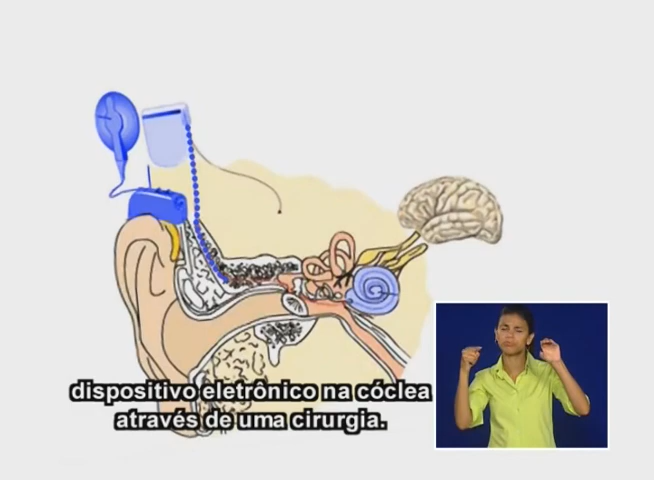 dispositivo eletrônico na cóclea
através de uma cirurgia.